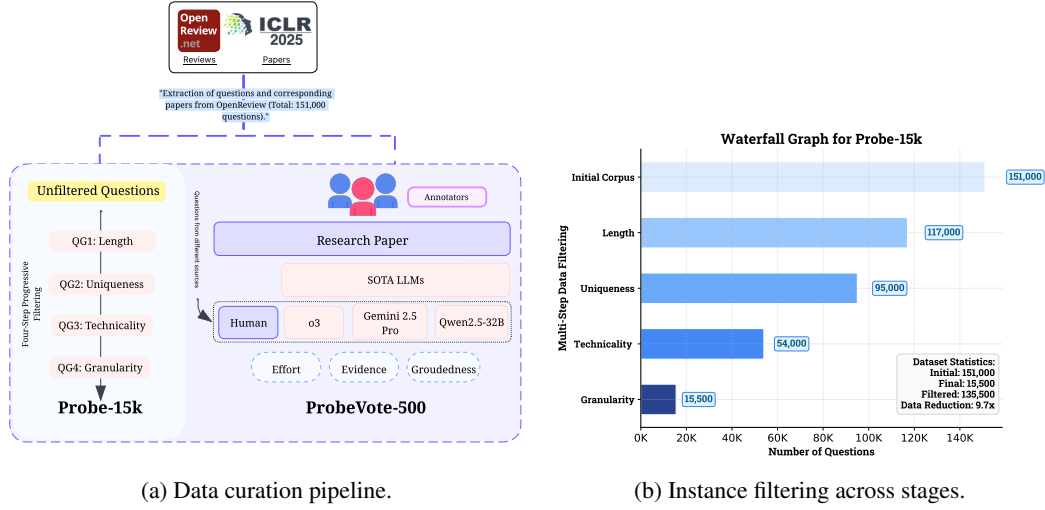 Open
Review
.net
ICLR
2025
Reviews
Papers
"Extraction of questions and corresponding
papers from OpenReview (Total: 151,000
questions)."
Unfiltered Questions
QG1: Length
QG2: Uniqueness
QG3: Technicality
QG4: Granularity
Four-Step Progressive
Filtering
Probe-15k
Questions from different sources
Annotators
Research Paper
SOTA LLMs
Human
o3
Gemini 2.5
Pro
Qwen2.5-32B
Effort
Evidence
Groudedness
ProbeVote-500
(a) Data curation pipeline.
Waterfall Graph for Probe-15k
Multi-Step Data Filtering
Initial Corpus
151,000
Length
117,000
Uniqueness
95,000
Technicality
54,000
Granularity
15,500
Dataset Statistics:
Initial: 151,000
Final: 15,500
Filtered: 135,500
Data Reduction: 9.7x
0K 20K 40K 60K 80K 100K 120K 140K
Number of Questions
(b) Instance filtering across stages.